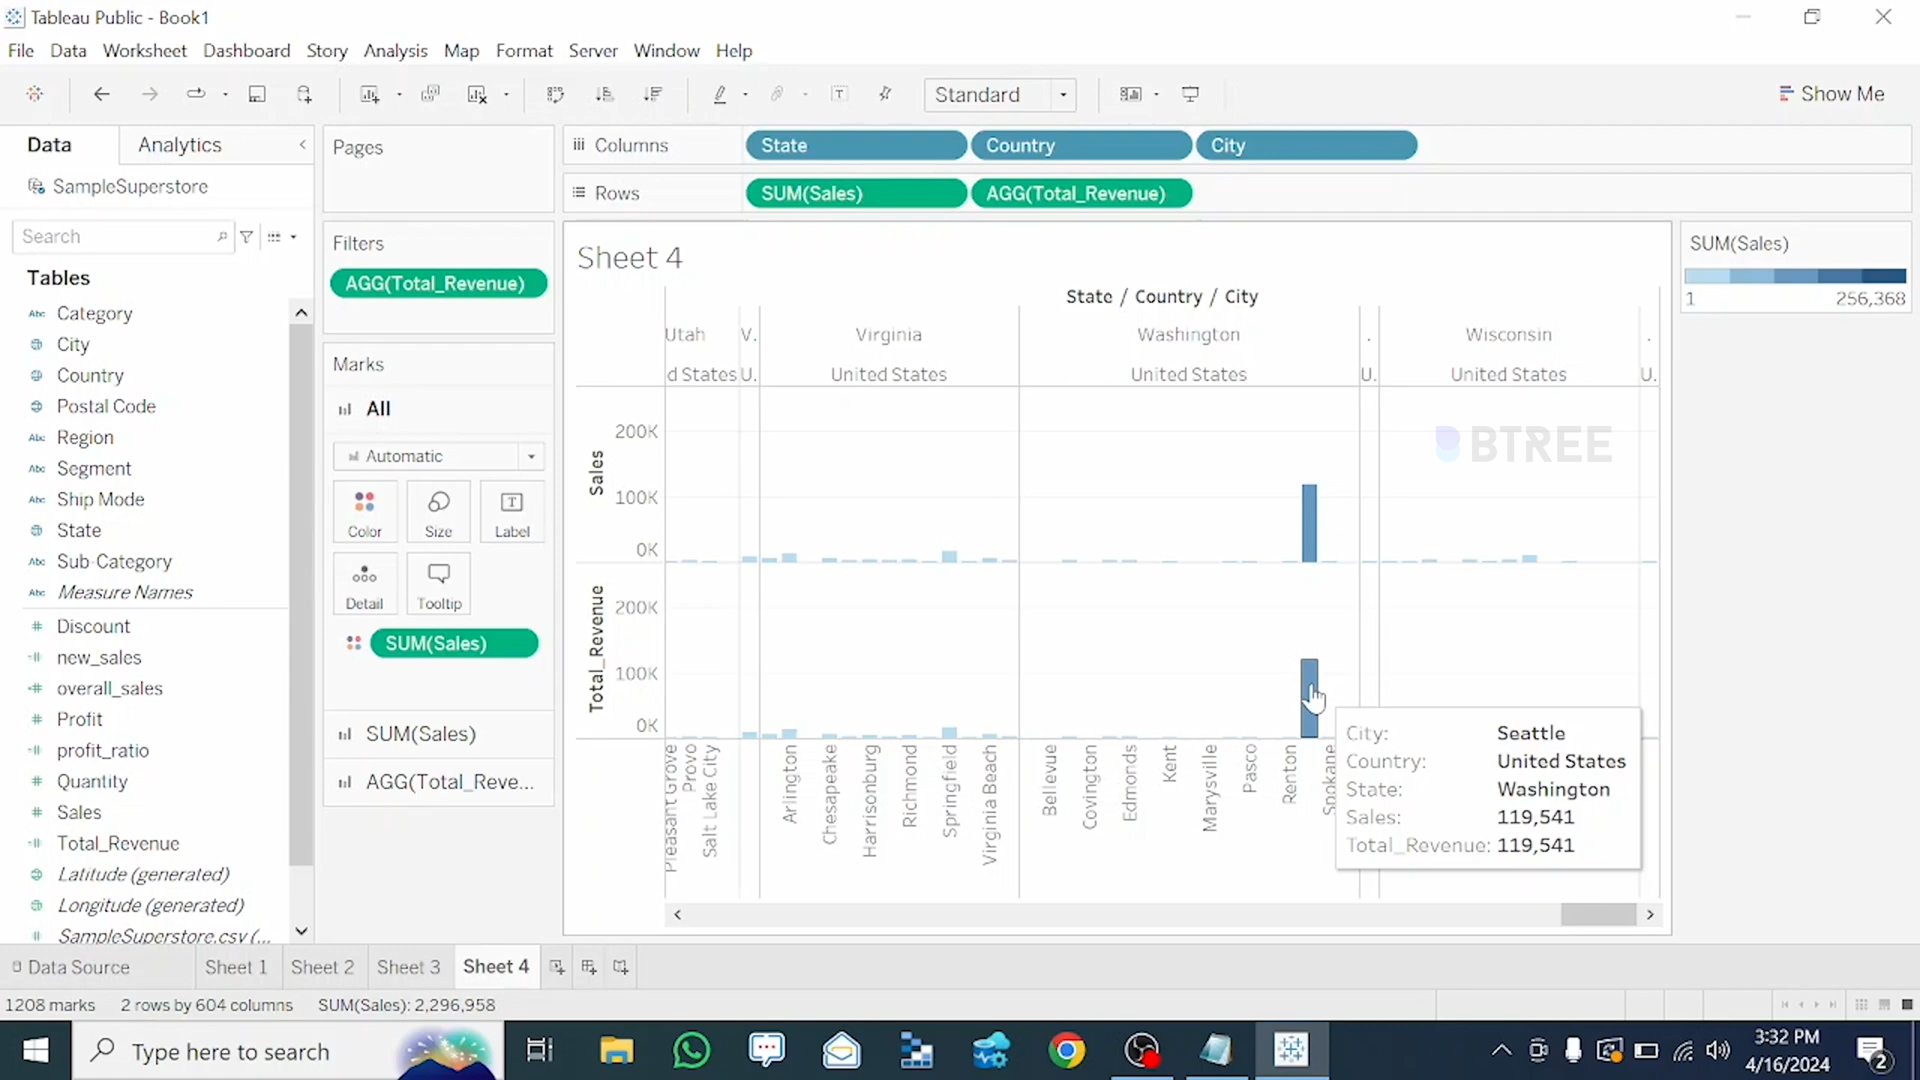 Tableau Public - Book1
File Data Worksheet Dashboard Story Analysis Map Format Server Window Help
Standard
Show Me
Data
Analytics
SampleSuperstore
Search
Tables
Abc Category
City
Country
Postal Code
Abc Region
Abc Segment
Abc Ship Mode
State
Abc Sub-Category
Abc Measure Names
# Discount
=# new_sales
=# overall_sales
# Profit
=# profit_ratio
# Quantity
# Sales
=# Total_Revenue
Latitude (generated)
Longitude (generated)
# SampleSuperstore.csv (...
Pages
Filters
AGG(Total_Revenue)
Marks
All
Automatic
Color
Size
Label
Detail
Tooltip
SUM(Sales)
SUM(Sales)
AGG(Total_Reve...
Columns
State
Country
City
Rows
SUM(Sales)
AGG(Total_Revenue)
Sheet 4
State / Country / City
Utah V. Virginia Washington . Wisconsin .
d States U. United States United States U. United States U.
Sales
200K
100K
0K
Total_Revenue
200K
100K
0K
Pleasant Grove
Provo
Salt Lake City
Arlington
Chesapeake
Harrisonburg
Richmond
Springfield
Virginia Beach
Bellevue
Covington
Edmonds
Kent
Marysville
Pasco
Renton
Spokane
City: Seattle
Country: United States
State: Washington
Sales: 119,541
Total_Revenue: 119,541
BTREE
SUM(Sales)
1 256,368
Data Source
Sheet 1
Sheet 2
Sheet 3
Sheet 4
1208 marks 2 rows by 604 columns SUM(Sales): 2,296,958
Type here to search
3:32 PM
4/16/2024
2